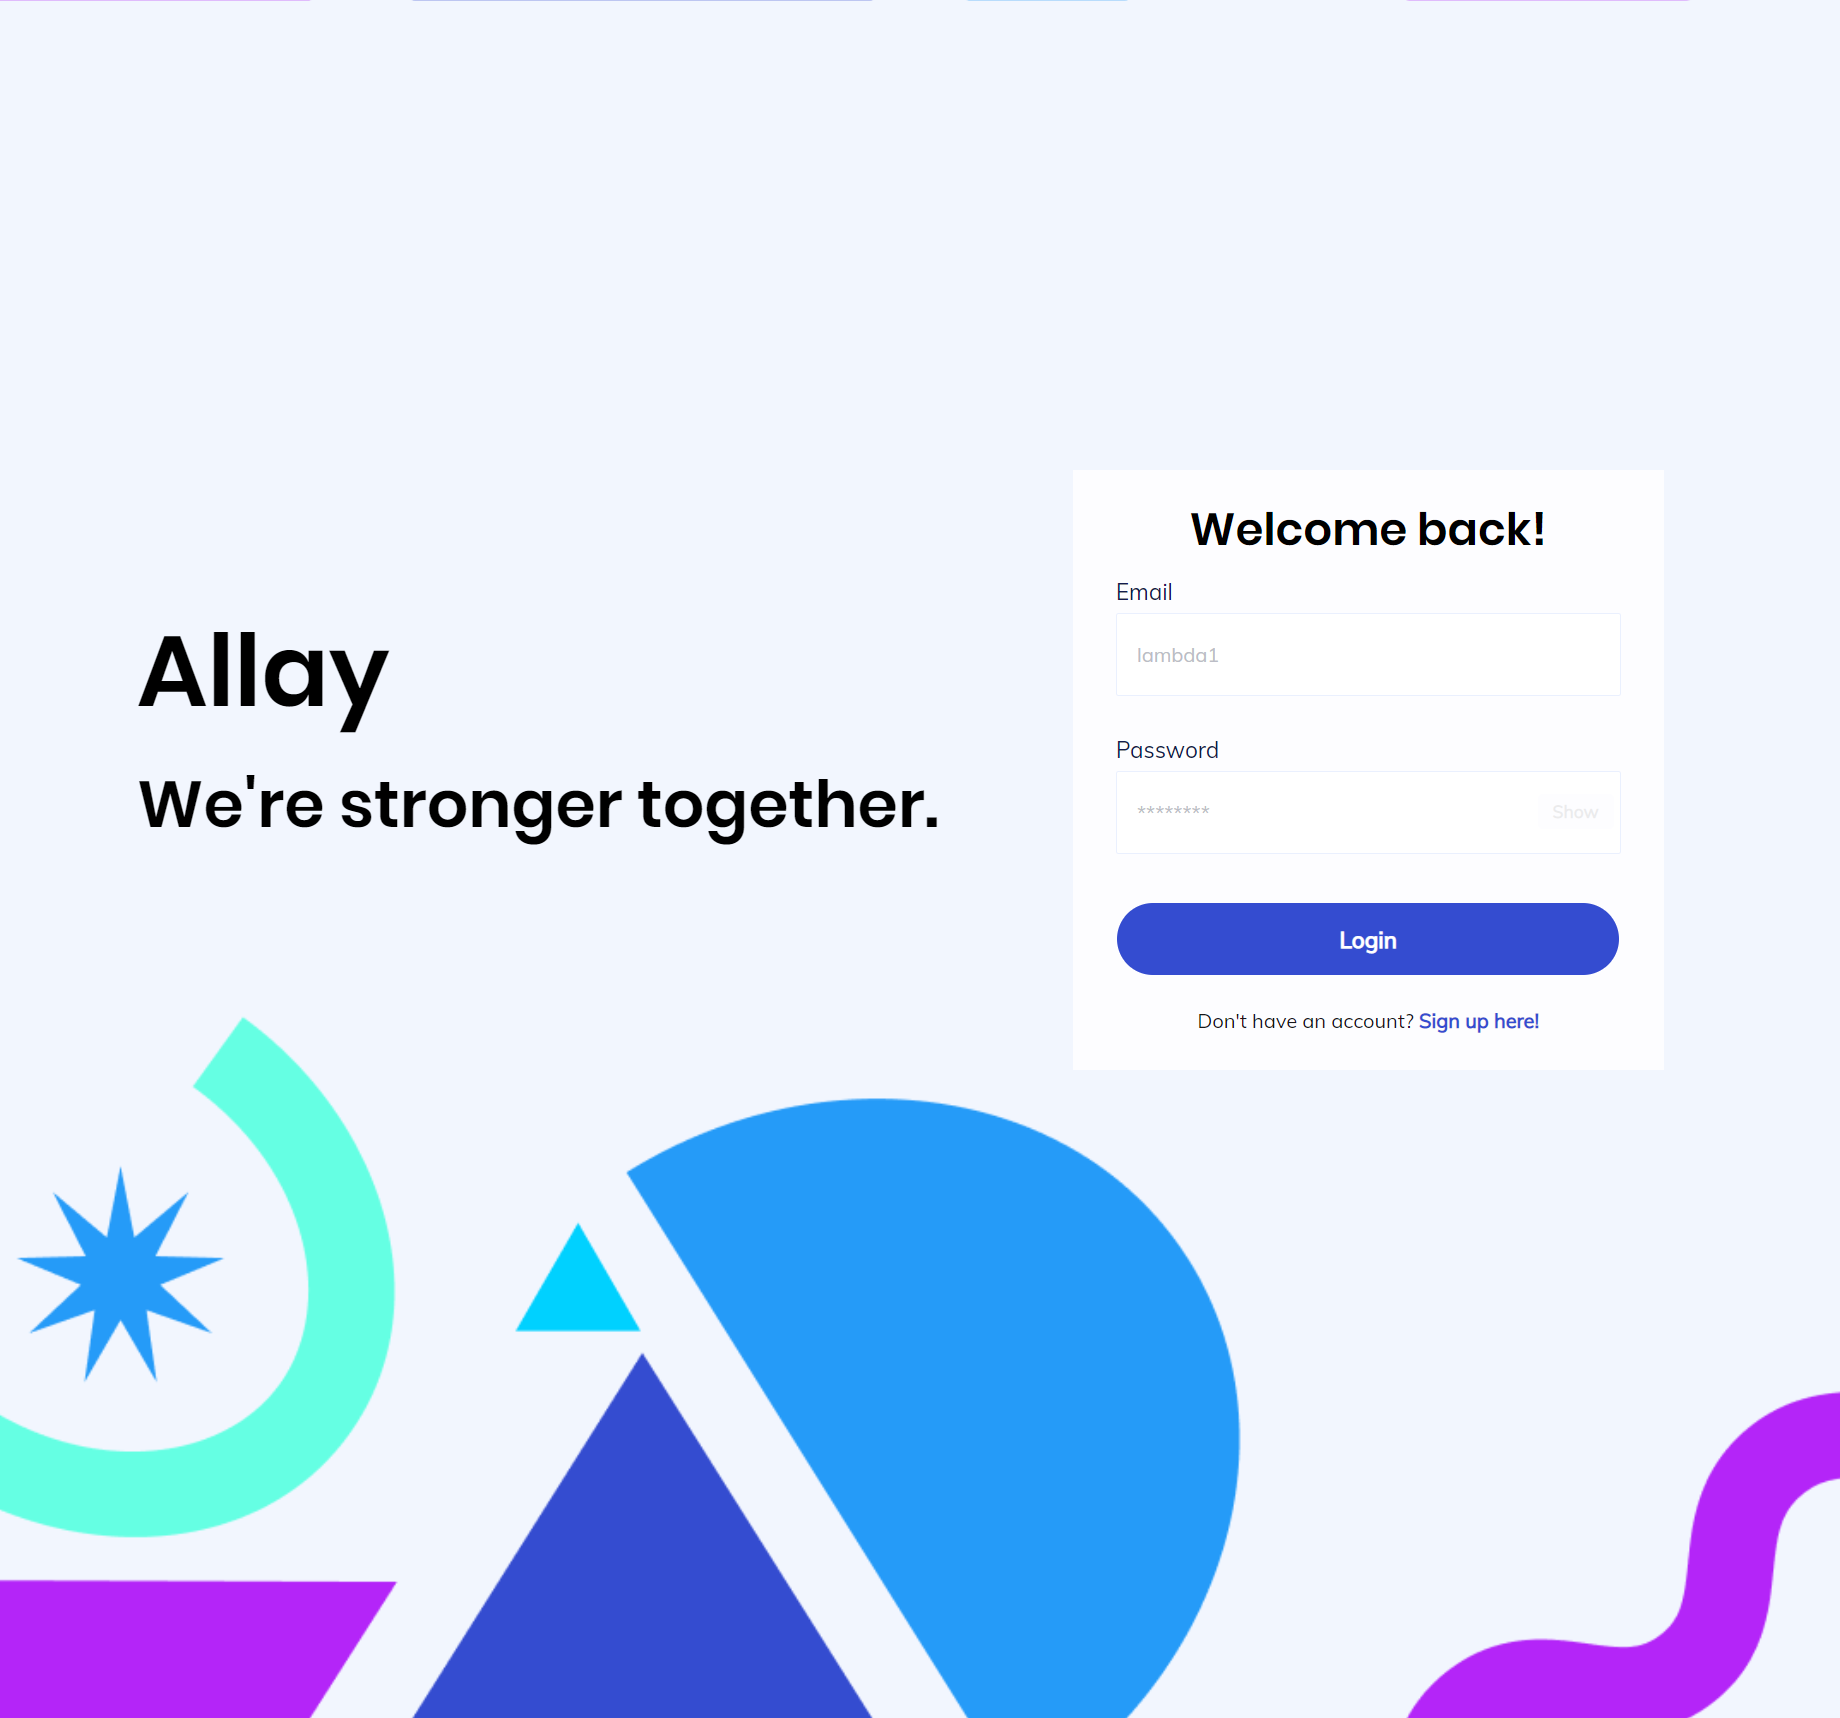 Allay
We're stronger together.
Welcome back!
Email
lambda1
Password
********
Show
Login
Don't have an account? Sign up here!